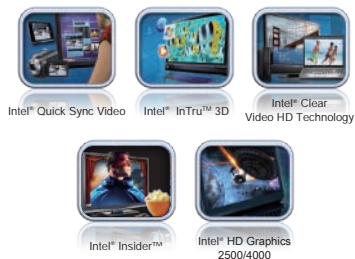 Intel® Quick Sync Video
Intel® InTru™ 3D
Intel® Clear
Video HD Technology
Intel® Insider™
Intel® HD Graphics
2500/4000